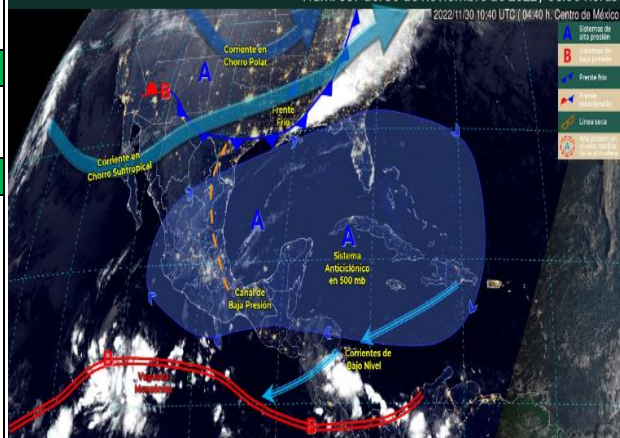 2022/11/30 10:40 UTC ( 04:40 h. Centro de México
A Sistemas de
alta presión
B Sistemas de
baja presión
Frente frío
Frente
estacionario
Línea seca
A
Corriente en
Chorro Polar
A
B
Frente
Frío
Corriente en
Chorro Subtropical
A
A
Sistema
Anticiclónico
en 500 mb
Canal de
Baja Presión
Corrientes de
Bajo Nivel
B
B